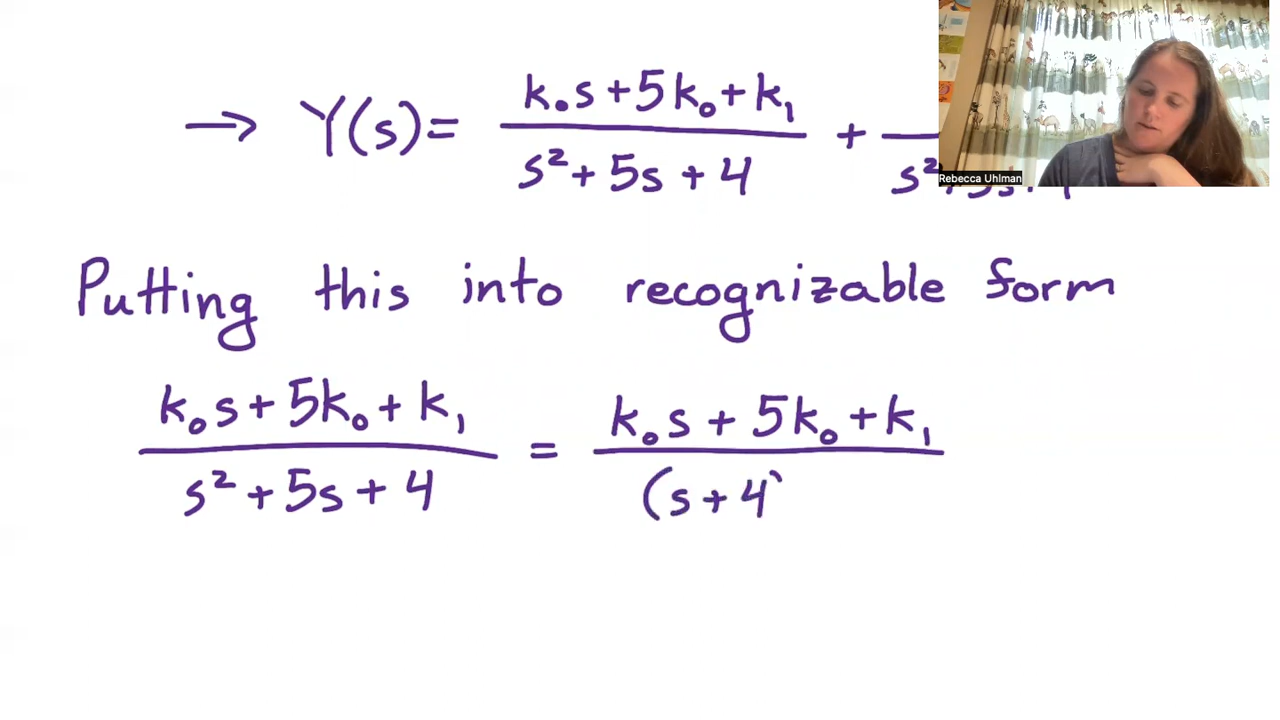 → Y(s) = (k₀s + 5k₀ + k₁)/(s² + 5s + 4) +
Rebecca Uhlman
Putting this into recognizable form
(k₀s + 5k₀ + k₁)/(s² + 5s + 4) = (k₀s + 5k₀ + k₁)/(s + 4